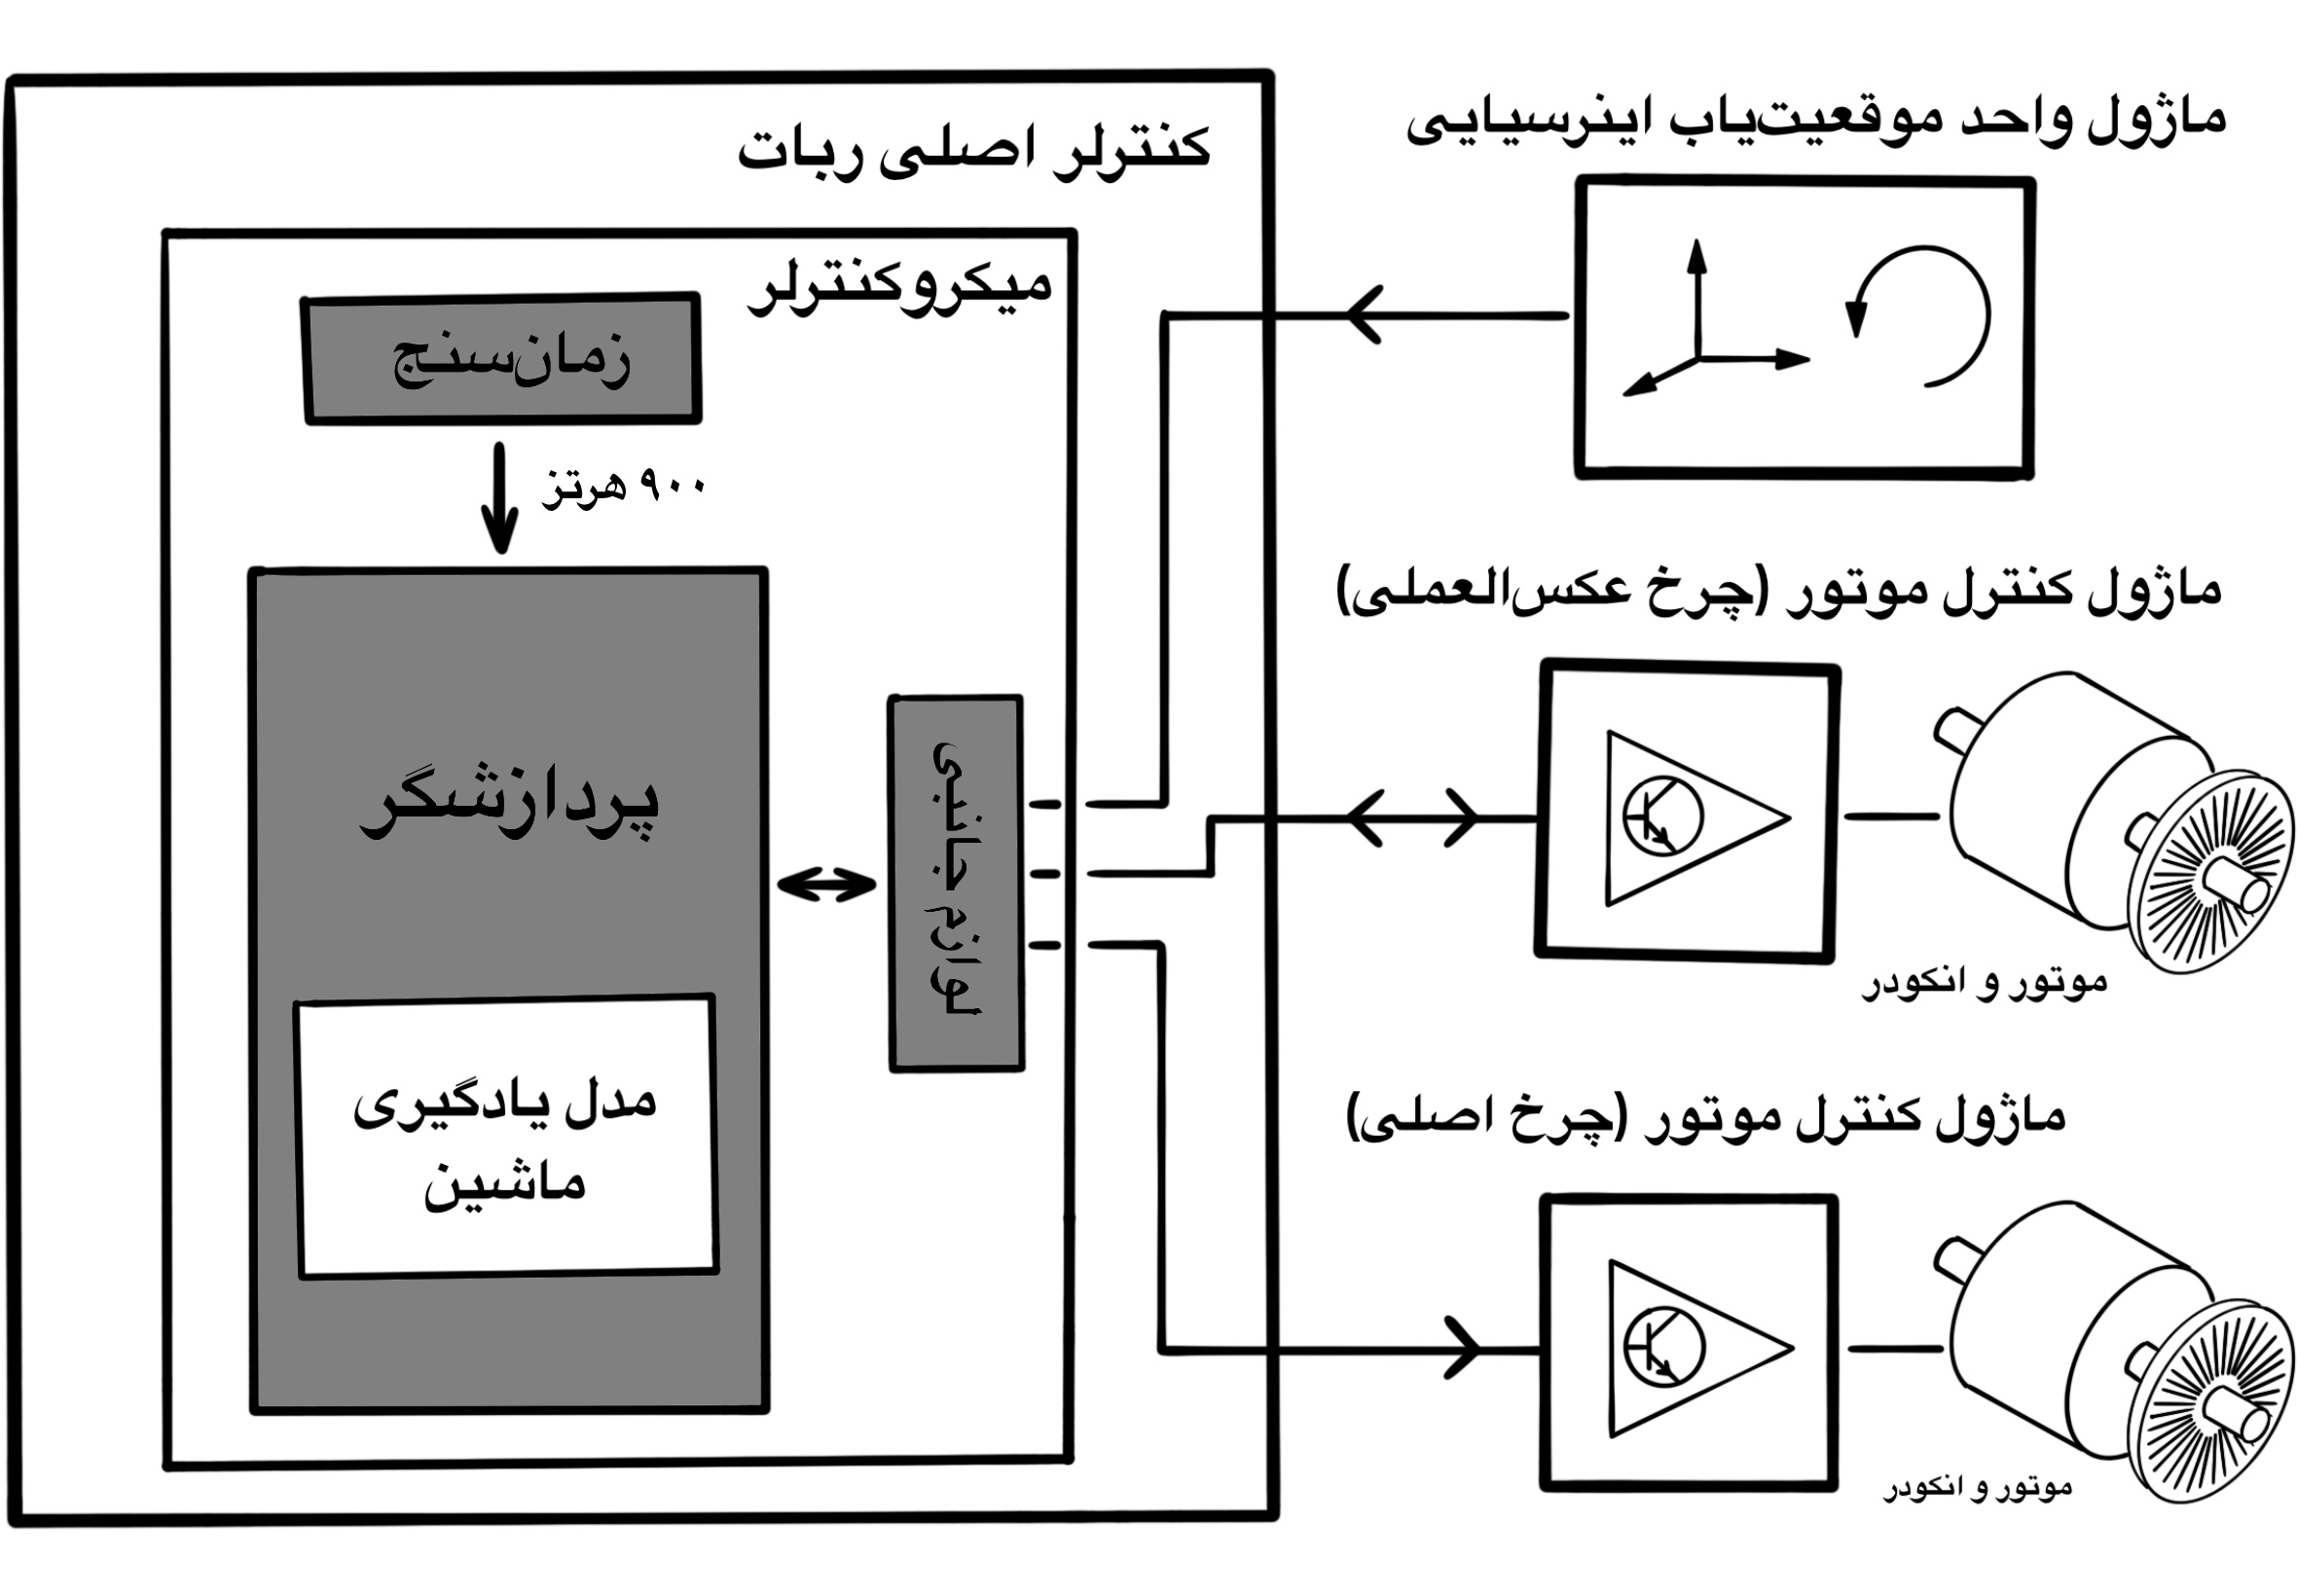 ماژول واحد موقعیت‌یاب اینرسیایی
کنترلر اصلی ربات
میکروکنترلر
زمان‌سنج
۹۰۰ هرتز
ماژول کنترل موتور (چرخ عکس‌العملی)
پردازشگر
لوازم جانبی
موتور و انکودر
مدل یادگیری
ماشین
ماژول کنترل موتور (چرخ اصلی)
موتور و انکودر